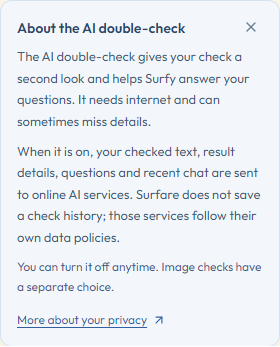 About the AI double-check
The AI double-check gives your check a
second look and helps Surfy answer your
questions. It needs internet and can
sometimes miss details.
When it is on, your checked text, result
details, questions and recent chat are sent
to online AI services. Surfare does not save
a check history; those services follow their
own data policies.
You can turn it off anytime. Image checks have
a separate choice.
More about your privacy ↗